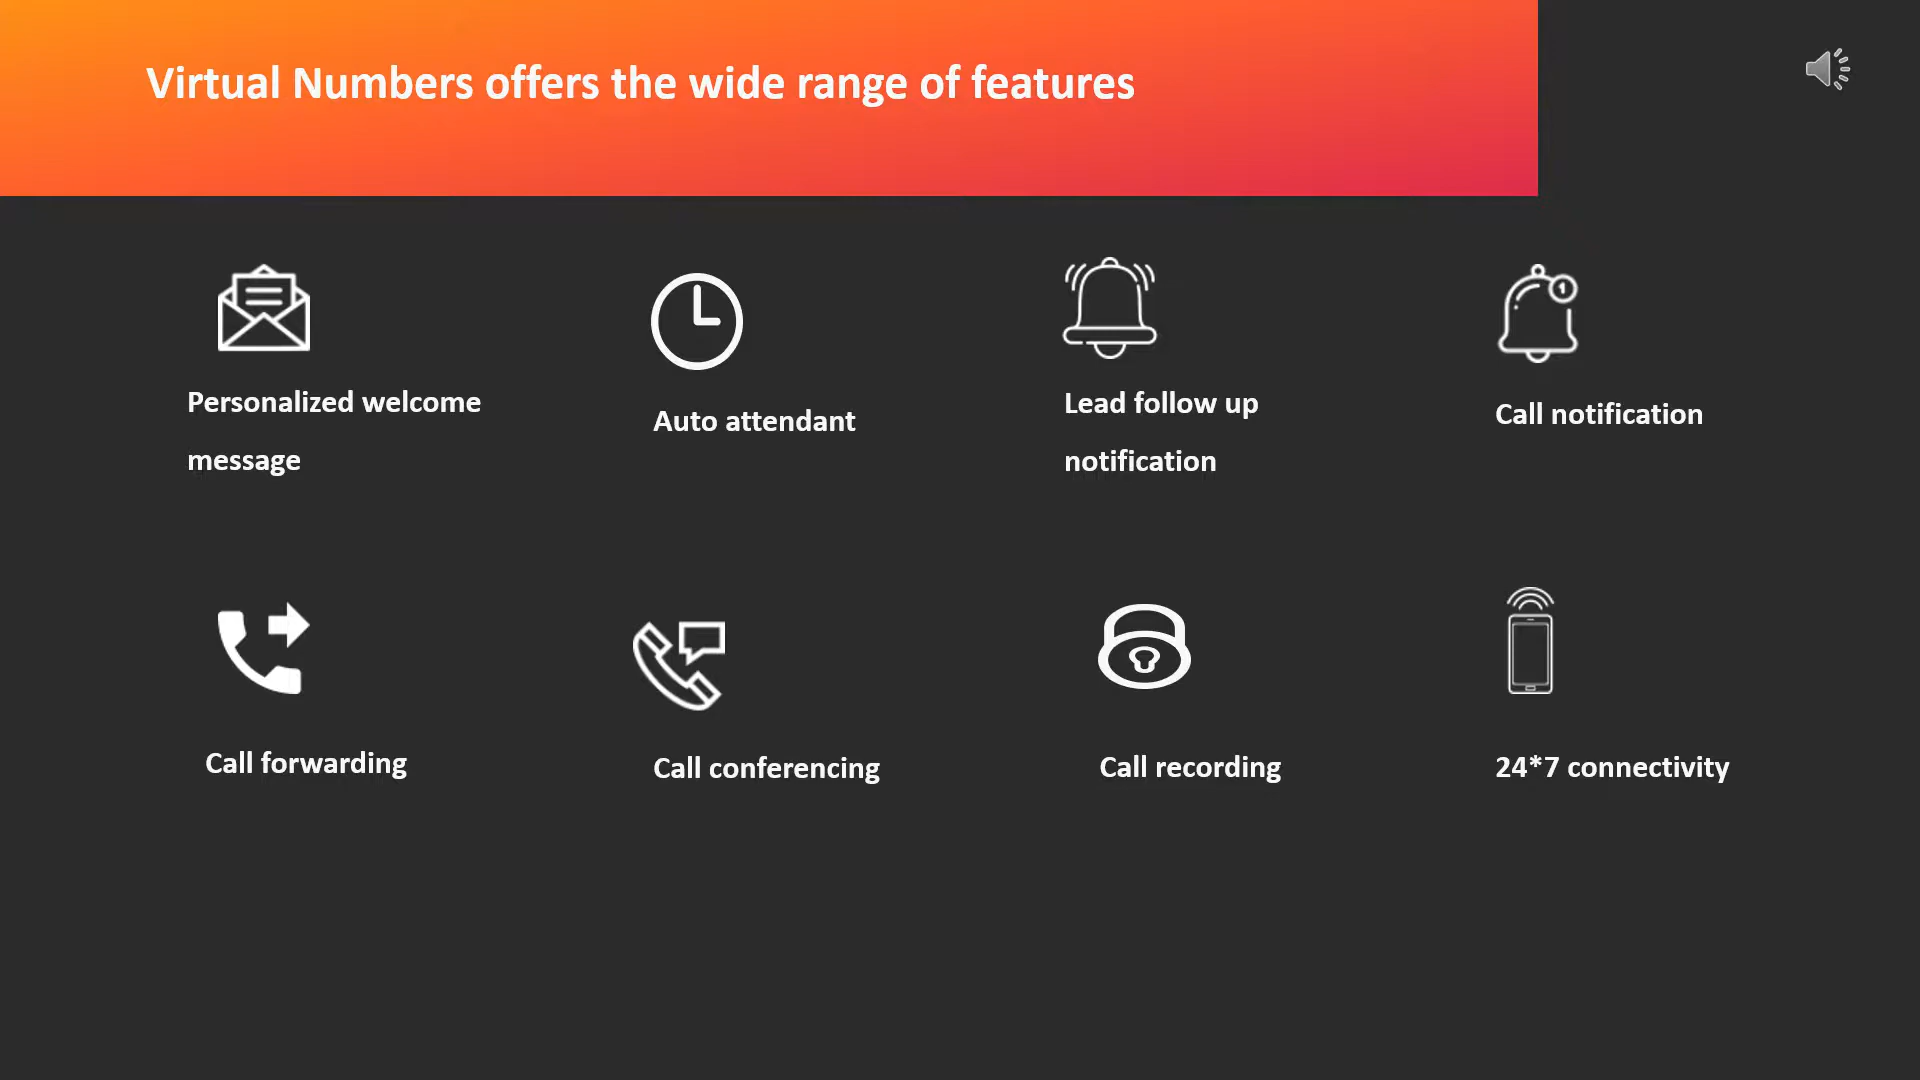 Virtual Numbers offers the wide range of features
1
Personalized welcome
message
Auto attendant
Lead follow up
notification
Call notification
Call forwarding
Call conferencing
Call recording
24*7 connectivity